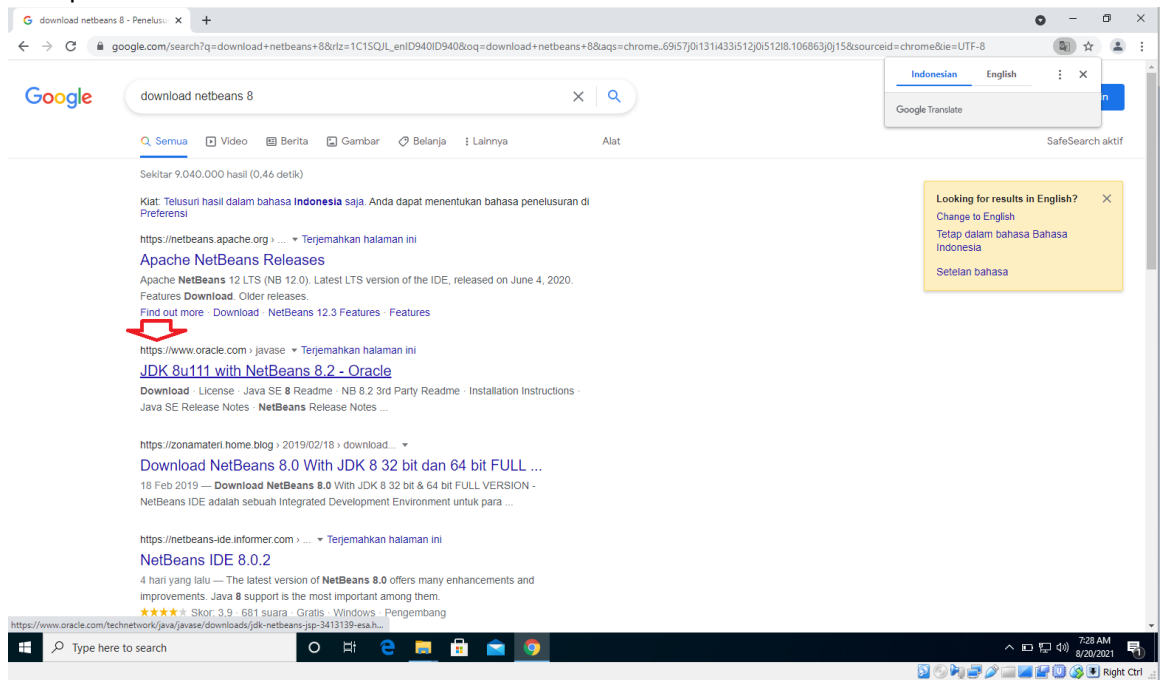 download netbeans 8 - Penelusu
google.com/search?q=download+netbeans+8&rlz=1C1SQJL_enID940ID940&oq=download+netbeans+8&aqs=chrome..69i57j0i131i433i512j0i512l8.106863j0j15&sourceid=chrome&ie=UTF-8
Indonesian English
Google Translate
Google
download netbeans 8
n
Semua Video Berita Gambar Belanja Lainnya Alat
SafeSearch aktif
Sekitar 9.040.000 hasil (0,46 detik)
Kiat: Telusuri hasil dalam bahasa Indonesia saja. Anda dapat menentukan bahasa penelusuran di
Preferensi
Looking for results in English?
Change to English
Tetap dalam bahasa Bahasa
Indonesia
Setelan bahasa
https://netbeans.apache.org › ... Terjemahkan halaman ini
Apache NetBeans Releases
Apache NetBeans 12 LTS (NB 12.0). Latest LTS version of the IDE, released on June 4, 2020.
Features Download. Older releases.
Find out more · Download · NetBeans 12.3 Features · Features
https://www.oracle.com › javase Terjemahkan halaman ini
JDK 8u111 with NetBeans 8.2 - Oracle
Download · License · Java SE 8 Readme · NB 8.2 3rd Party Readme · Installation Instructions ·
Java SE Release Notes · NetBeans Release Notes ...
https://zonamateri.home.blog › 2019/02/18 › download...
Download NetBeans 8.0 With JDK 8 32 bit dan 64 bit FULL ...
18 Feb 2019 — Download NetBeans 8.0 With JDK 8 32 bit & 64 bit FULL VERSION -
NetBeans IDE adalah sebuah Integrated Development Environment untuk para ...
https://netbeans-ide.informer.com › ... Terjemahkan halaman ini
NetBeans IDE 8.0.2
4 hari yang lalu — The latest version of NetBeans 8.0 offers many enhancements and
improvements. Java 8 support is the most important among them.
Skor: 3,9 · 681 suara · Gratis · Windows · Pengembang
https://www.oracle.com/technetwork/java/javase/downloads/jdk-netbeans-jsp-3413139-esa.h...
Type here to search
7:28 AM
8/20/2021
1
Right Ctrl